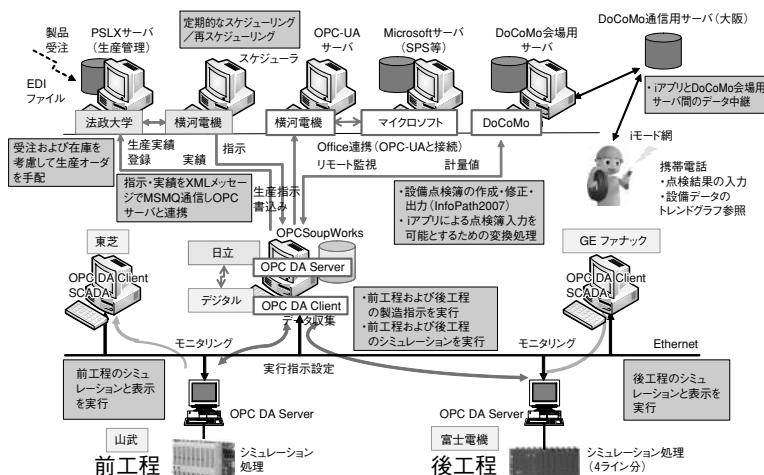 製品
受注
EDI
ファイル
PSLXサーバ
(生産管理)
定期的なスケジューリング
／再スケジューリング
スケジューラ
OPC-UA
サーバ
Microsoftサーバ
(SPS等)
DoCoMo会場用
サーバ
DoCoMo通信用サーバ(大阪)
・iアプリとDoCoMo会場用
サーバ間のデータ中継
法政大学
横河電機
横河電機
マイクロソフト
DoCoMo
iモード網
受注および在庫を
考慮して生産オーダ
を手配
生産実績
登録
実績
指示
Office連携(OPC-UAと接続)
リモート監視
計量値
携帯電話
・点検結果の入力
・設備データの
トレンドグラフ参照
指示・実績をXMLメッセー
ジでMSMQ通信しOPC
サーバと連携
生産指示
書込み
・設備点検簿の作成・修正・
出力(InfoPath2007)
・iアプリによる点検簿入力を
可能とするための変換処理
OPCSoupWorks
東芝
OPC DA Client
SCADA
日立
OPC DA Server
デジタル
OPC DA Client
データ収集
・前工程および後工程
の製造指示を実行
・前工程および後工程
のシミュレーションを実行
GE ファナック
OPC DA Client
SCADA
モニタリング
モニタリング
Ethernet
前工程のシミュ
レーションと表示
を実行
実行指示設定
後工程のシミュ
レーションと表示を
実行
OPC DA Server
OPC DA Server
山武
前工程
シミュレーション
処理
富士電機
後工程
シミュレーション処理
(4ライン分)